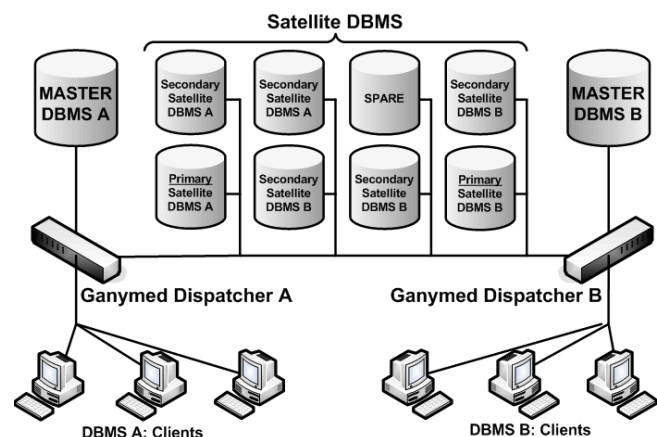 Satellite DBMS
MASTER
DBMS A
Secondary
Satellite
DBMS A
Secondary
Satellite
DBMS A
SPARE
Secondary
Satellite
DBMS B
MASTER
DBMS B
Primary
Satellite
DBMS A
Secondary
Satellite
DBMS B
Secondary
Satellite
DBMS B
Primary
Satellite
DBMS B
Ganymed Dispatcher A
Ganymed Dispatcher B
DBMS A: Clients
DBMS B: Clients